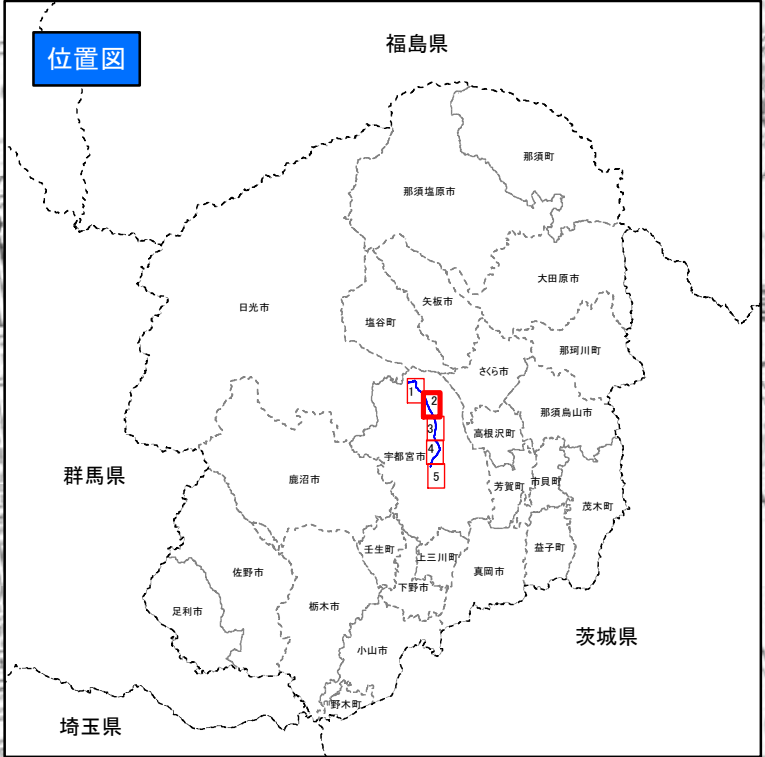 位置図
福島県
那須町
那須塩原市
大田原市
日光市
矢板市
塩谷町
那珂川町
さくら市
1
2
那須烏山市
3
高根沢町
4
宇都宮市
群馬県
5
鹿沼市
芳賀町
市貝町
茂木町
壬生町
上三川町
益子町
佐野市
真岡市
下野市
足利市
栃木市
茨城県
小山市
野木町
埼玉県